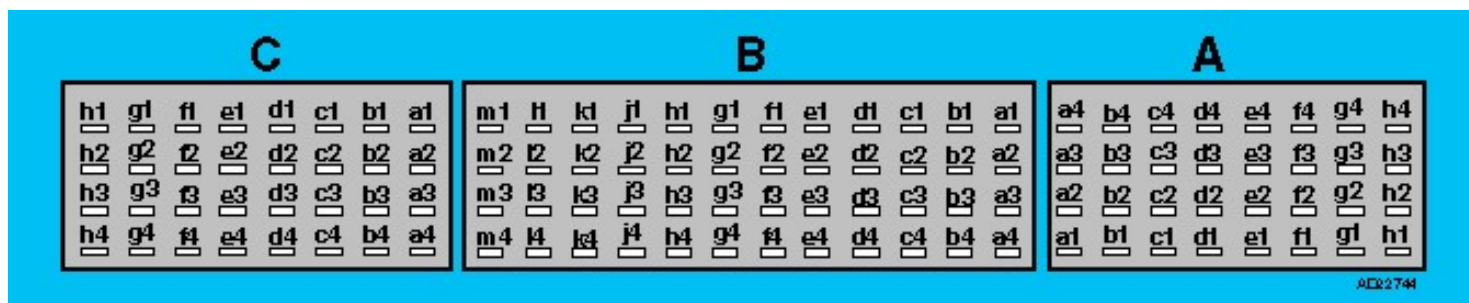 C B A
h1 g1 f1 e1 d1 c1 b1 a1 m1 l1 k1 j1 h1 g1 f1 e1 d1 c1 b1 a1 a4 b4 c4 d4 e4 f4 g4 h4
h2 g2 f2 e2 d2 c2 b2 a2 m2 l2 k2 j2 h2 g2 f2 e2 d2 c2 b2 a2 a3 b3 c3 d3 e3 f3 g3 h3
h3 g3 f3 e3 d3 c3 b3 a3 m3 l3 k3 j3 h3 g3 f3 e3 d3 c3 b3 a3 a2 b2 c2 d2 e2 f2 g2 h2
h4 g4 f4 e4 d4 c4 b4 a4 m4 l4 k4 j4 h4 g4 f4 e4 d4 c4 b4 a4 a1 b1 c1 d1 e1 f1 g1 h1